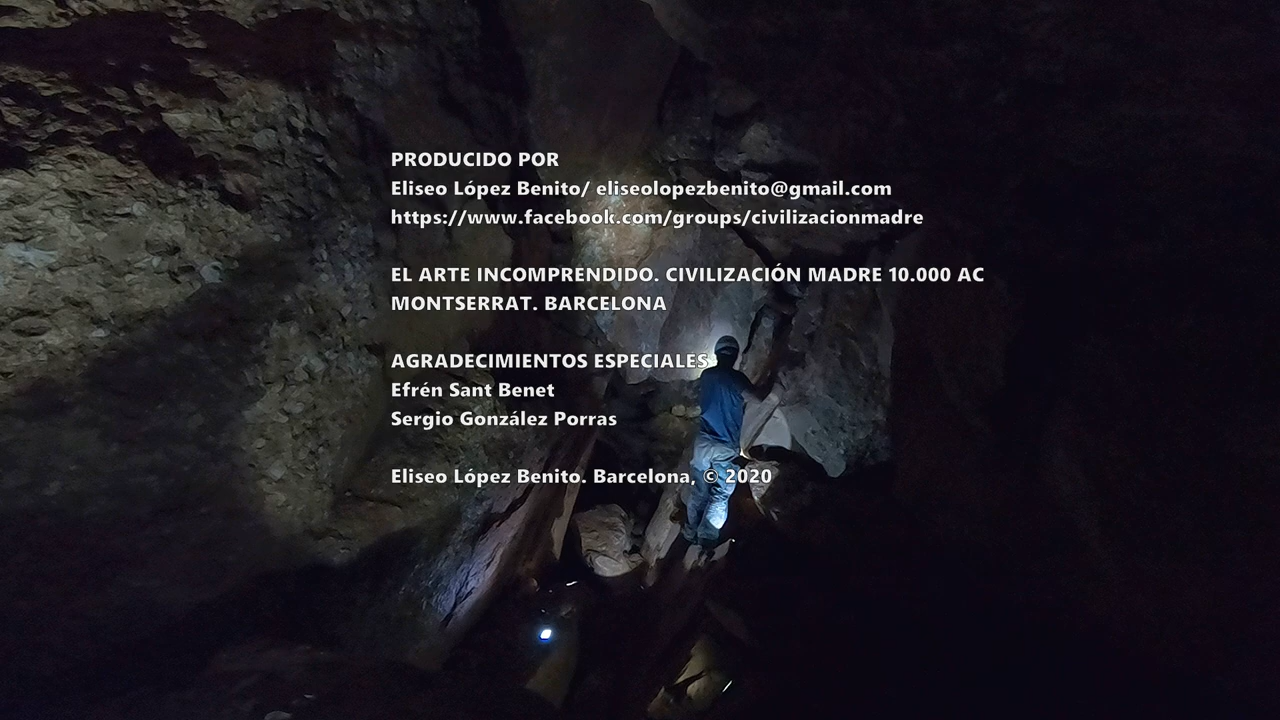 PRODUCIDO POR
Eliseo López Benito/ eliseolopezbenito@gmail.com
https://www.facebook.com/groups/civilizacionmadre
EL ARTE INCOMPRENDIDO. CIVILIZACIÓN MADRE 10.000 AC
MONTSERRAT. BARCELONA
AGRADECIMIENTOS ESPECIALES
Efrén Sant Benet
Sergio González Porras
Eliseo López Benito. Barcelona, © 2020